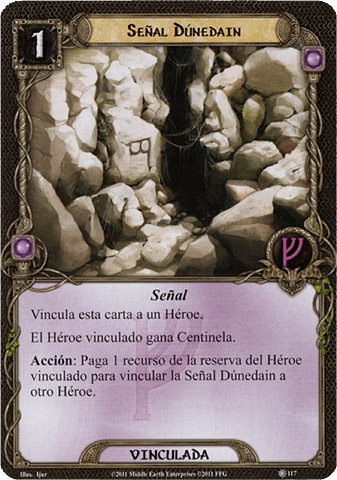 1
Señal Dúnedain
Señal
Vincula esta carta a un Héroe.
El Héroe vinculado gana Centinela.
Acción: Paga 1 recurso de la reserva del Héroe
vinculado para vincular la Señal Dúnedain a
otro Héroe.
VINCULADA
Illus. Ijur
©2011 Middle Earth Enterprises ©2011 FFG
117